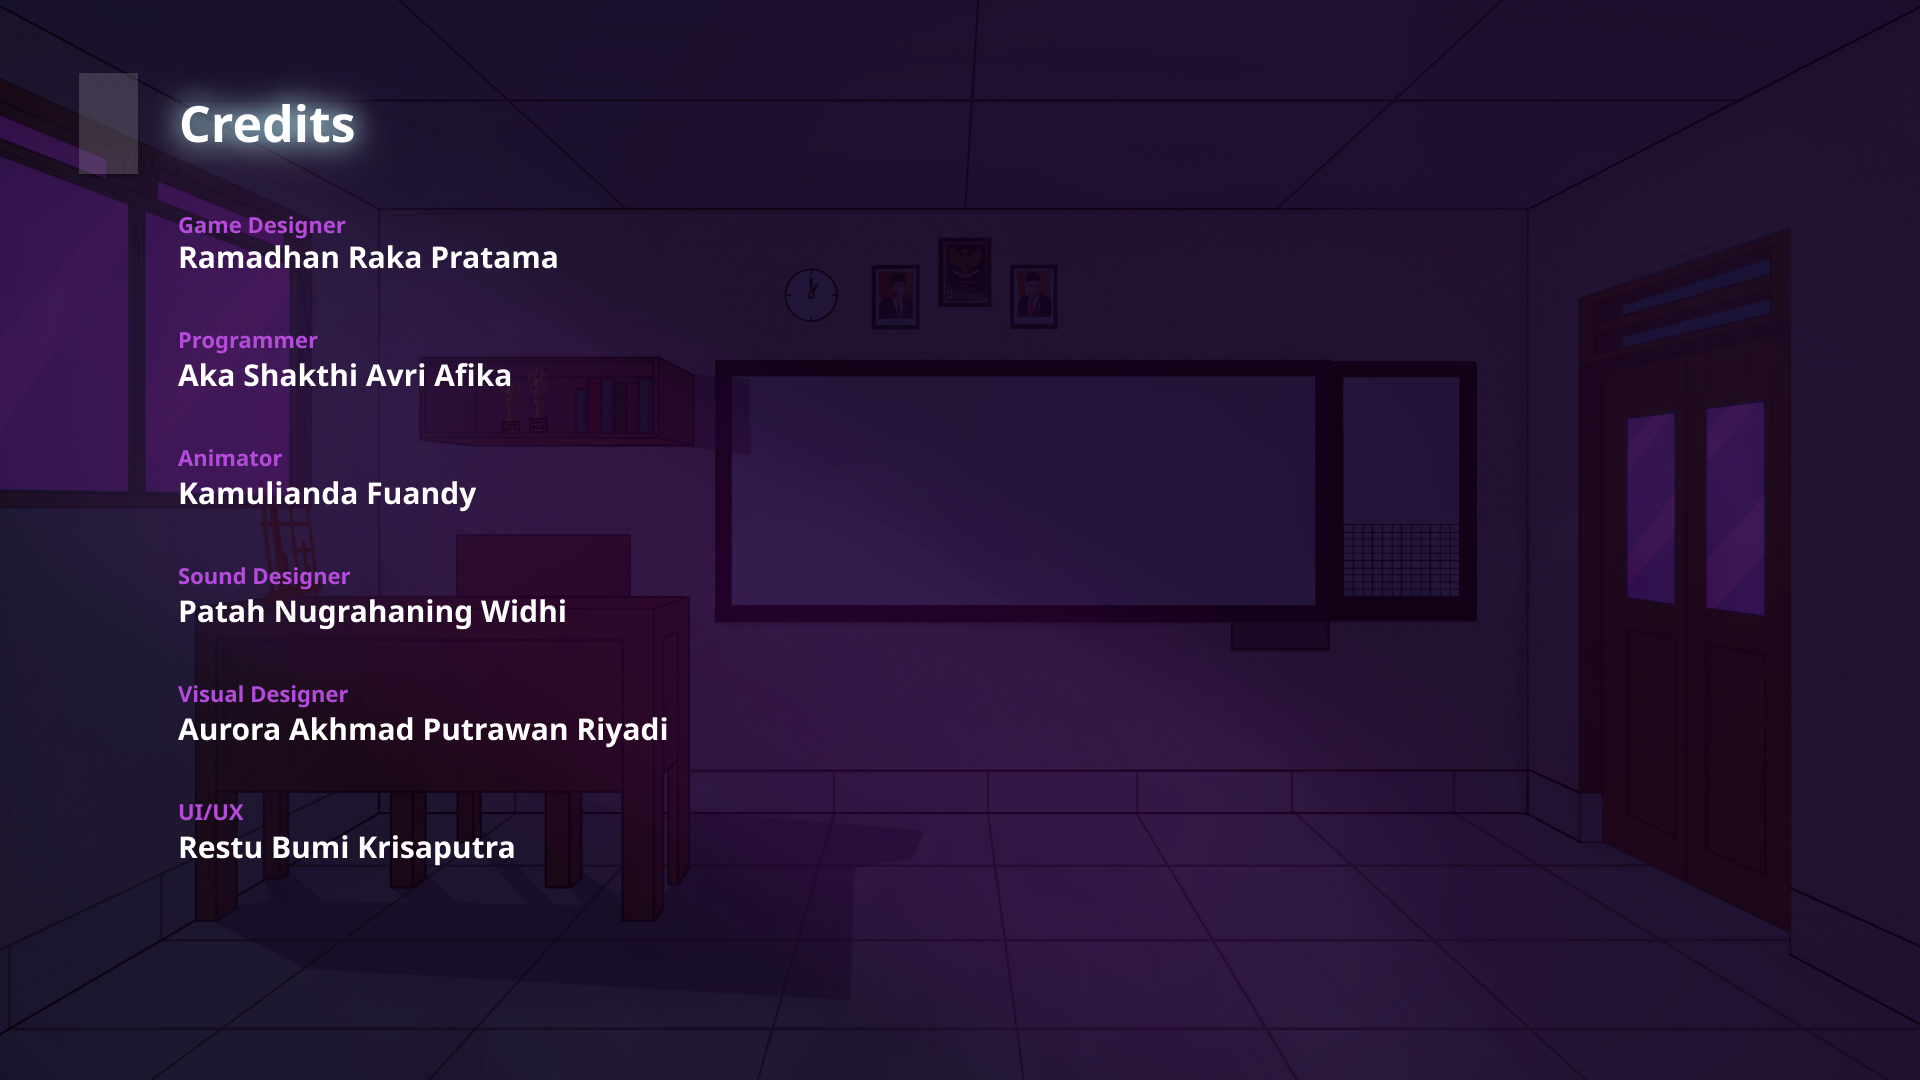 Credits
Game Designer
Ramadhan Raka Pratama
Programmer
Aka Shakthi Avri Afika
Animator
Kamulianda Fuandy
Sound Designer
Patah Nugrahaning Widhi
Visual Designer
Aurora Akhmad Putrawan Riyadi
UI/UX
Restu Bumi Krisaputra